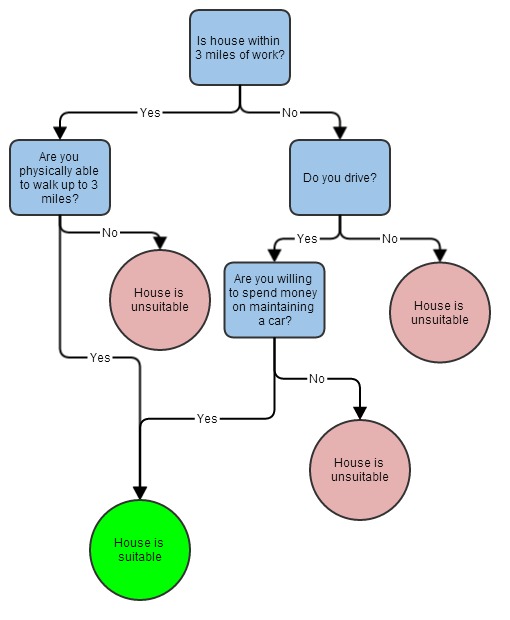 Is house within
3 miles of work?
Yes
No
Are you
physically able
to walk up to 3
miles?
Do you drive?
No
Yes
No
House is
unsuitable
Are you willing
to spend money
on maintaining
a car?
House is
unsuitable
Yes
No
Yes
House is
unsuitable
House is
suitable